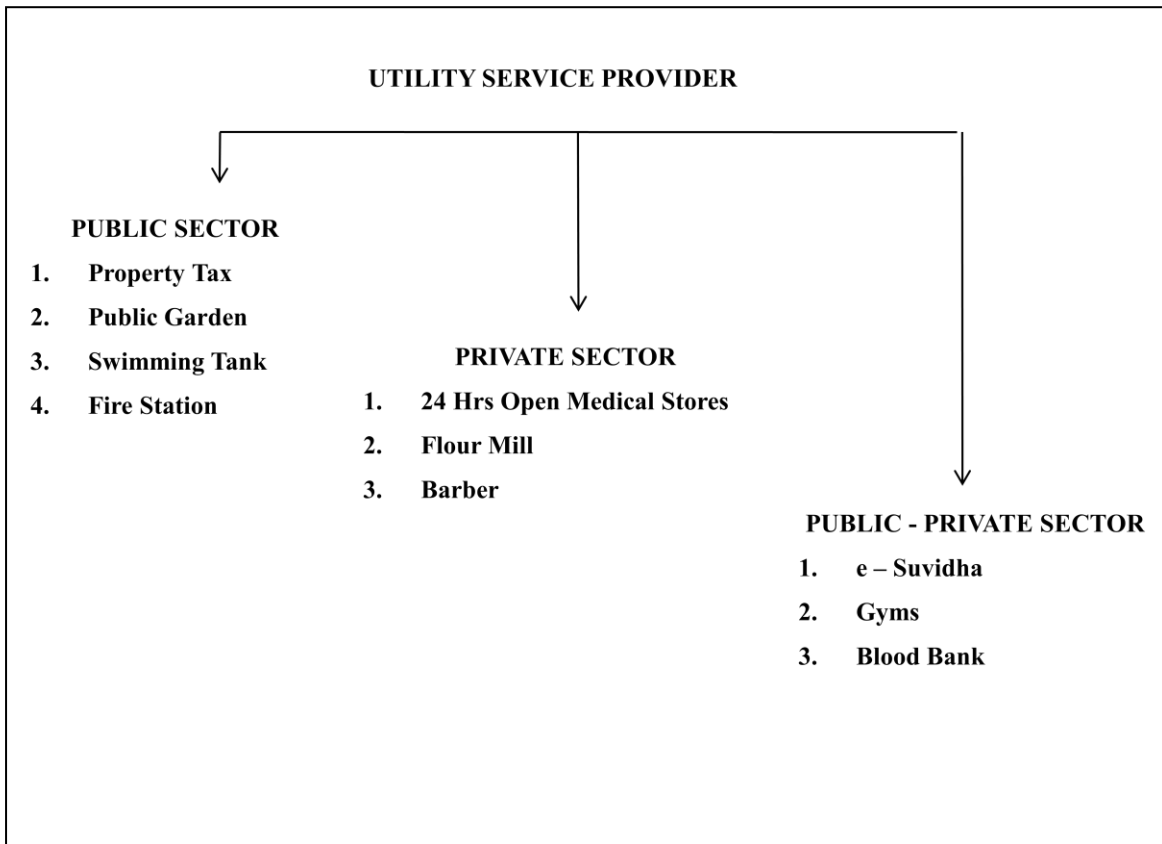 UTILITY SERVICE PROVIDER
PUBLIC SECTOR
1. Property Tax
2. Public Garden
3. Swimming Tank
4. Fire Station
PRIVATE SECTOR
1. 24 Hrs Open Medical Stores
2. Flour Mill
3. Barber
PUBLIC - PRIVATE SECTOR
1. e – Suvidha
2. Gyms
3. Blood Bank